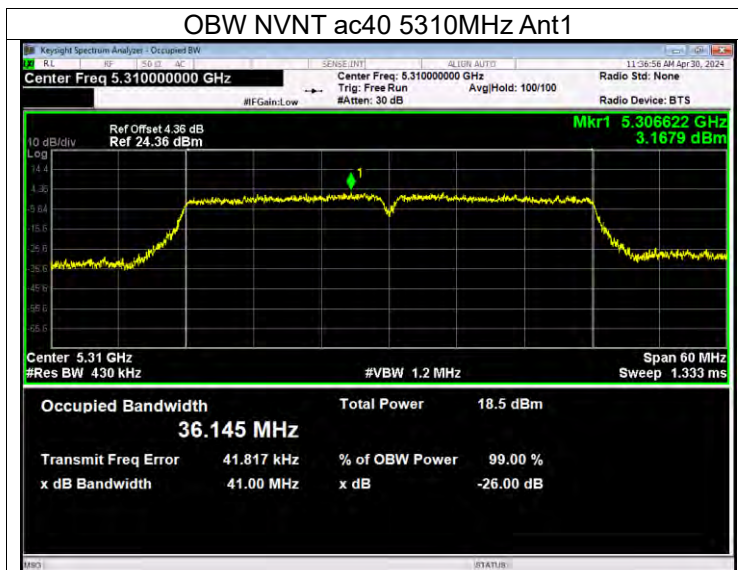 OBW NVNT ac40 5310MHz Ant1
Keysight Spectrum Analyzer - Occupied BW
RL RF 50 Ω AC SENSE:INT ALIGN AUTO 11:36:56 AM Apr 30, 2024
Center Freq 5.310000000 GHz Center Freq: 5.310000000 GHz Radio Std: None
Trig: Free Run Avg|Hold: 100/100
#IFGain:Low #Atten: 30 dB Radio Device: BTS
Ref Offset 4.36 dB Mkr1 5.306622 GHz
10 dB/div Ref 24.36 dBm 3.1679 dBm
Log
14.4
1
4.36
-5.64
-15.6
-25.6
-35.6
-45.6
-55.6
-65.6
Center 5.31 GHz Span 60 MHz
#Res BW 430 kHz #VBW 1.2 MHz Sweep 1.333 ms
Occupied Bandwidth Total Power 18.5 dBm
36.145 MHz
Transmit Freq Error 41.817 kHz % of OBW Power 99.00 %
x dB Bandwidth 41.00 MHz x dB -26.00 dB
MSG STATUS